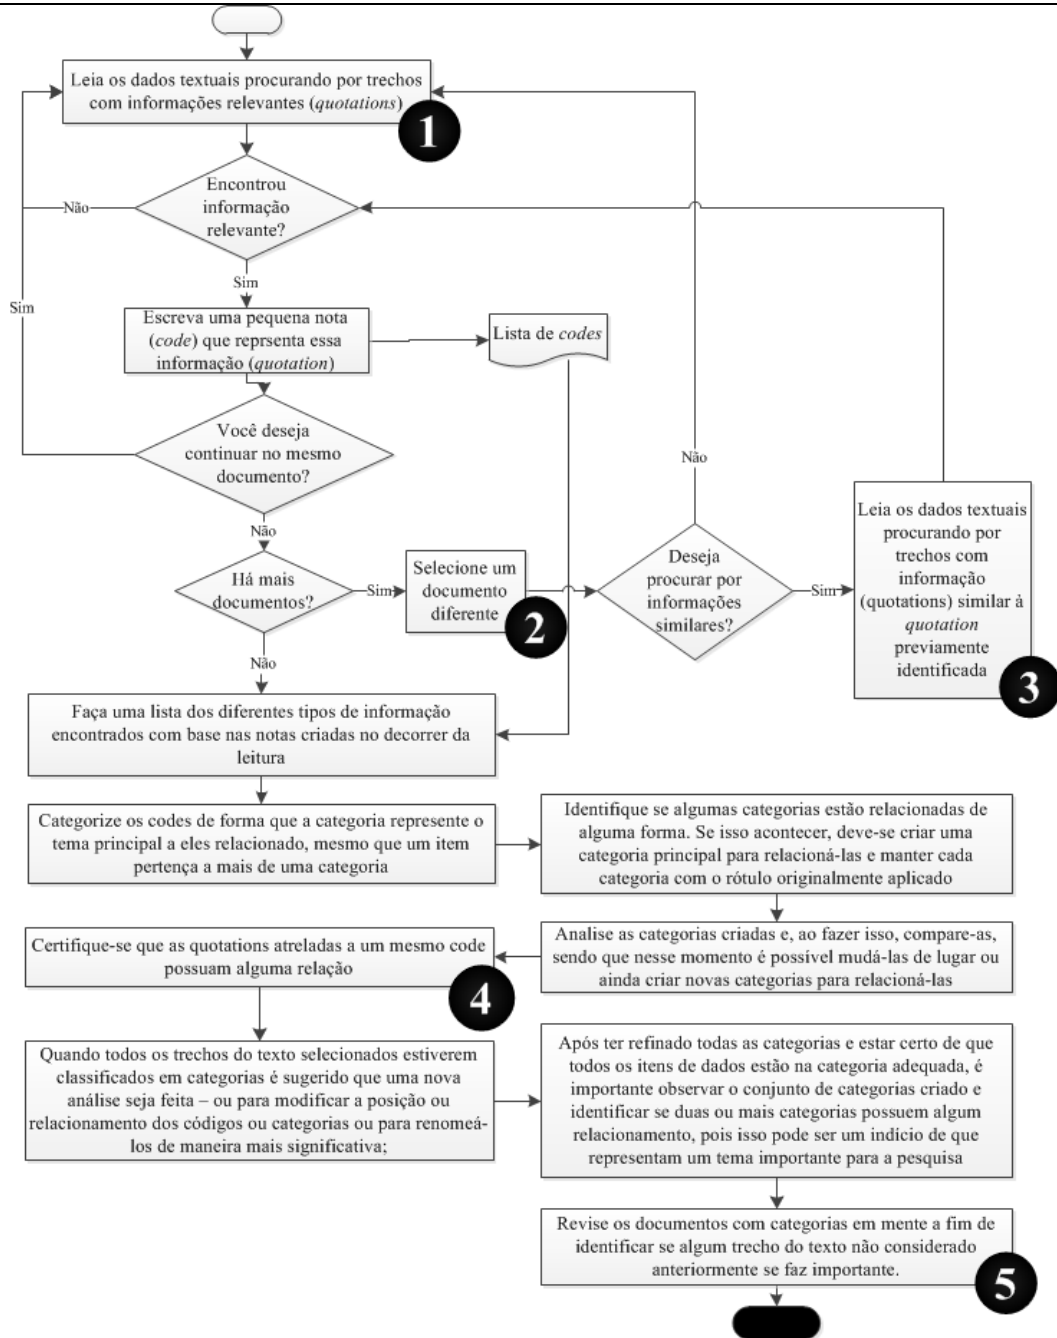 Leia os dados textuais procurando por trechos
com informações relevantes (quotations)
1
Encontrou
informação
relevante?
Não
Sim
Sim
Escreva uma pequena nota
(code) que reprsenta essa
informação (quotation)
Lista de codes
Você deseja
continuar no mesmo
documento?
Não
Há mais
documentos?
Sim
Selecione um
documento
diferente
2
Deseja
procurar por
informações
similares?
Não
Sim
Leia os dados textuais
procurando por
trechos com
informação
(quotations) similar à
quotation
previamente
identificada
3
Não
Faça uma lista dos diferentes tipos de informação
encontrados com base nas notas criadas no decorrer da
leitura
Categorize os codes de forma que a categoria represente o
tema principal a eles relacionado, mesmo que um item
pertença a mais de uma categoria
Identifique se algumas categorias estão relacionadas de
alguma forma. Se isso acontecer, deve-se criar uma
categoria principal para relacioná-las e manter cada
categoria com o rótulo originalmente aplicado
Analise as categorias criadas e, ao fazer isso, compare-as,
sendo que nesse momento é possível mudá-las de lugar ou
ainda criar novas categorias para relacioná-las
Certifique-se que as quotations atreladas a um mesmo code
possuam alguma relação
4
Quando todos os trechos do texto selecionados estiverem
classificados em categorias é sugerido que uma nova
análise seja feita – ou para modificar a posição ou
relacionamento dos códigos ou categorias ou para renomeá-
los de maneira mais significativa;
Após ter refinado todas as categorias e estar certo de que
todos os itens de dados estão na categoria adequada, é
importante observar o conjunto de categorias criado e
identificar se duas ou mais categorias possuem algum
relacionamento, pois isso pode ser um indício de que
representam um tema importante para a pesquisa
Revise os documentos com categorias em mente a fim de
identificar se algum trecho do texto não considerado
anteriormente se faz importante.
5